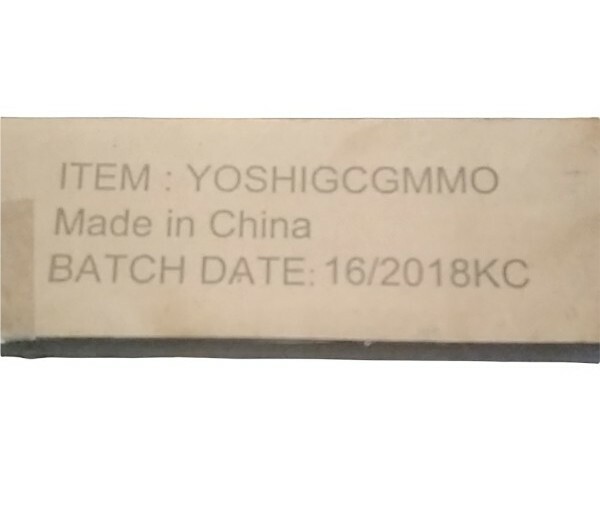 ITEM : YOSHIGCGMMO
Made in China
BATCH DATE: 16/2018KC